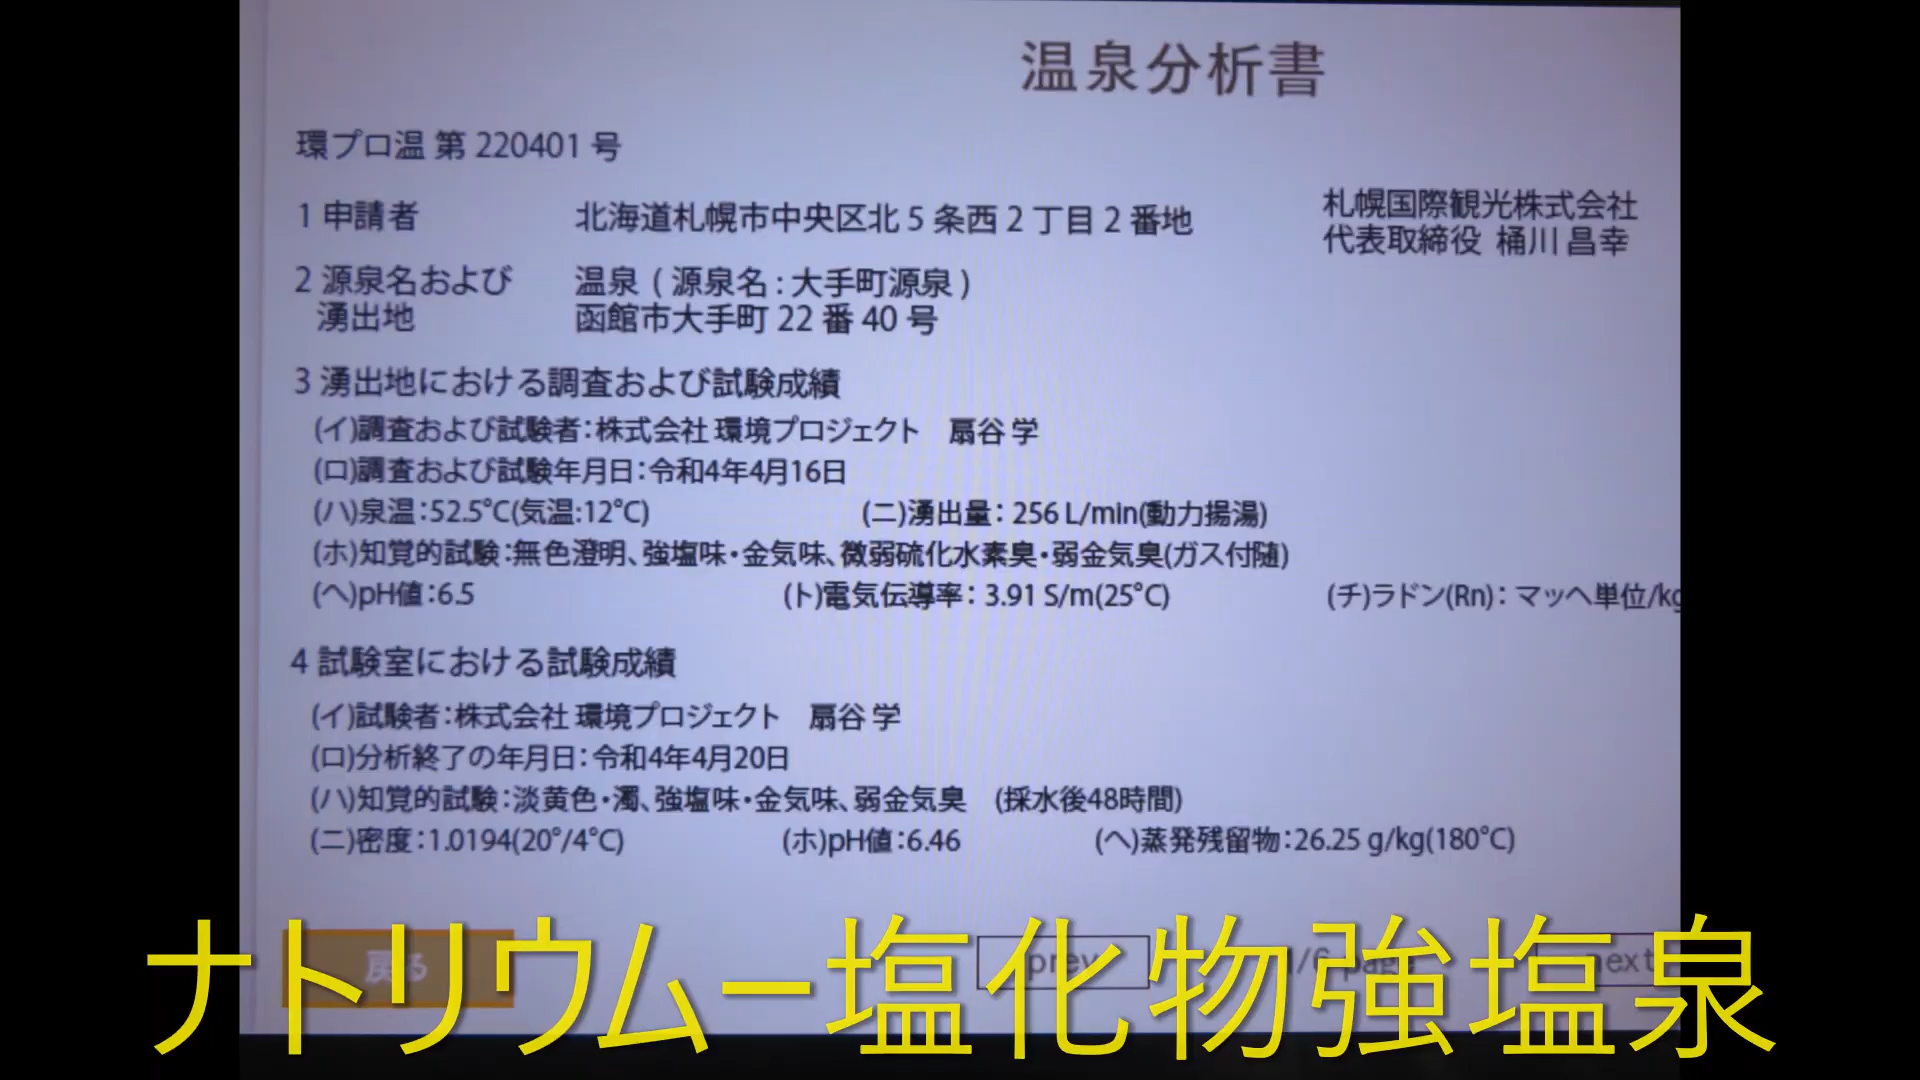 温泉分析書
環プロ温 第 220401 号
1 申請者 北海道札幌市中央区北 5 条西 2 丁目 2 番地 札幌国際観光株式会社
代表取締役 桶川 昌幸
2 源泉名および 温泉 ( 源泉名 : 大手町源泉 )
湧出地 函館市大手町 22 番 40 号
3 湧出地における調査および試験成績
(イ)調査および試験者:株式会社 環境プロジェクト 扇谷 学
(ロ)調査および試験年月日:令和4年4月16日
(ハ)泉温:52.5°C(気温:12°C) (ニ)湧出量: 256 L/min(動力揚湯)
(ホ)知覚的試験:無色澄明、強塩味・金気味、微弱硫化水素臭・弱金気臭(ガス付随)
(ヘ)pH値:6.5 (ト)電気伝導率: 3.91 S/m(25°C) (チ)ラドン(Rn): マッヘ単位/kg
4 試験室における試験成績
(イ)試験者:株式会社 環境プロジェクト 扇谷 学
(ロ)分析終了の年月日:令和4年4月20日
(ハ)知覚的試験:淡黄色・濁、強塩味・金気味、弱金気臭 (採水後48時間)
(ニ)密度:1.0194(20°/4°C) (ホ)pH値:6.46 (ヘ)蒸発残留物:26.25 g/kg(180°C)
戻る prev 1/6 page next
ナトリウムー塩化物強塩泉